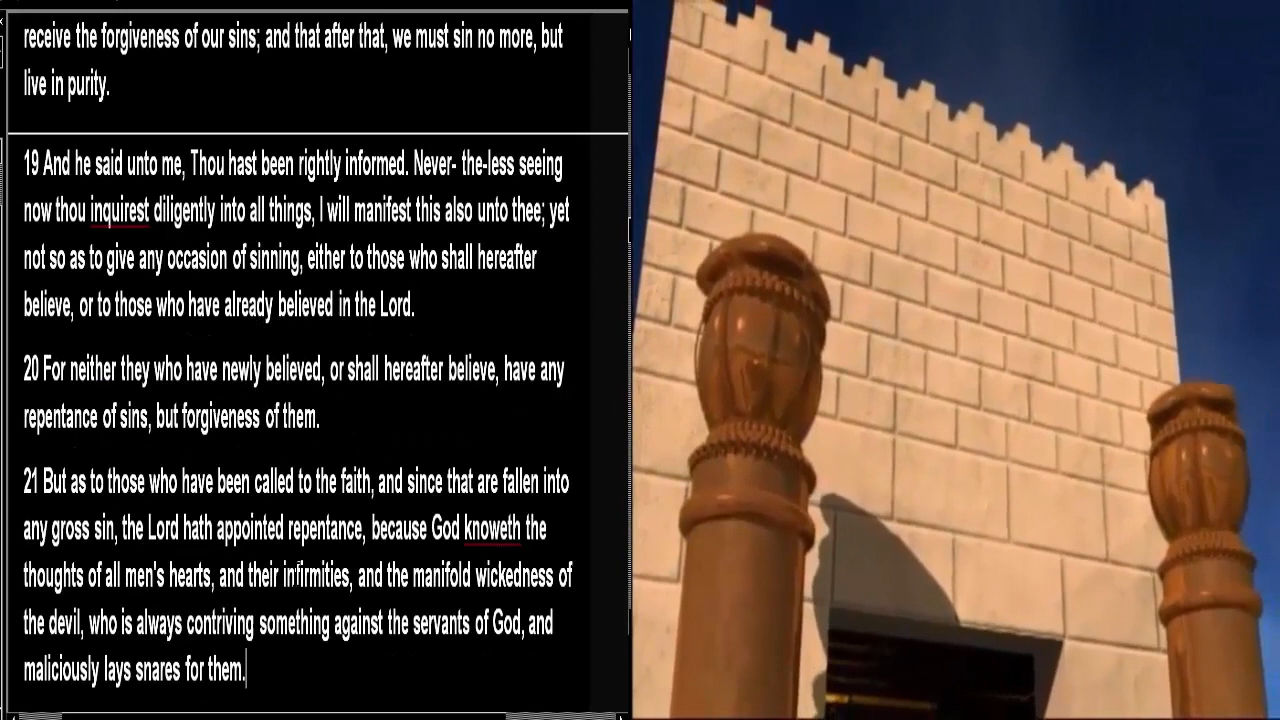 receive the forgiveness of our sins; and that after that, we must sin no more, but
live in purity.
19 And he said unto me, Thou hast been rightly informed. Never- the-less seeing
now thou inquirest diligently into all things, I will manifest this also unto thee; yet
not so as to give any occasion of sinning, either to those who shall hereafter
believe, or to those who have already believed in the Lord.
20 For neither they who have newly believed, or shall hereafter believe, have any
repentance of sins, but forgiveness of them.
21 But as to those who have been called to the faith, and since that are fallen into
any gross sin, the Lord hath appointed repentance, because God knoweth the
thoughts of all men's hearts, and their infirmities, and the manifold wickedness of
the devil, who is always contriving something against the servants of God, and
maliciously lays snares for them.